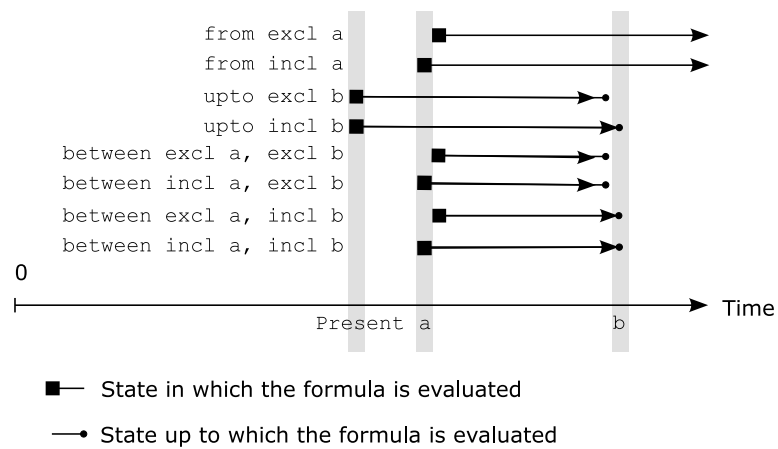 from excl a
from incl a
upto excl b
upto incl b
between excl a, excl b
between incl a, excl b
between excl a, incl b
between incl a, incl b
0
Time
Present a b
State in which the formula is evaluated
State up to which the formula is evaluated